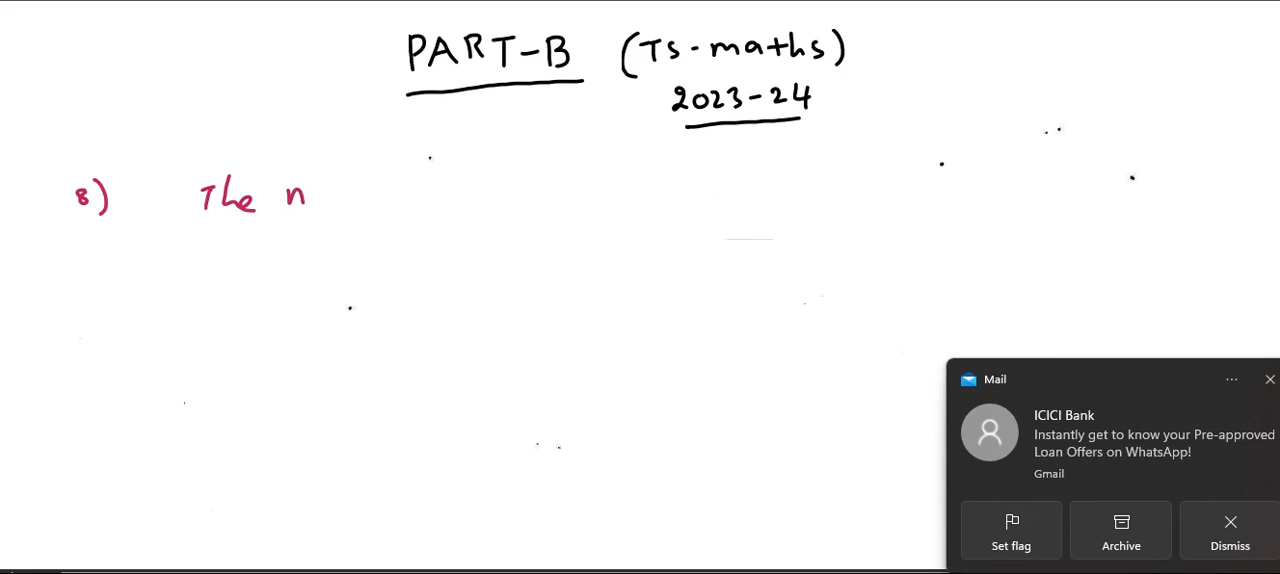 PART-B (TS-maths)
2023-24
8) The n
Mail
ICICI Bank
Instantly get to know your Pre-approved
Loan Offers on WhatsApp!
Gmail
Set flag Archive Dismiss